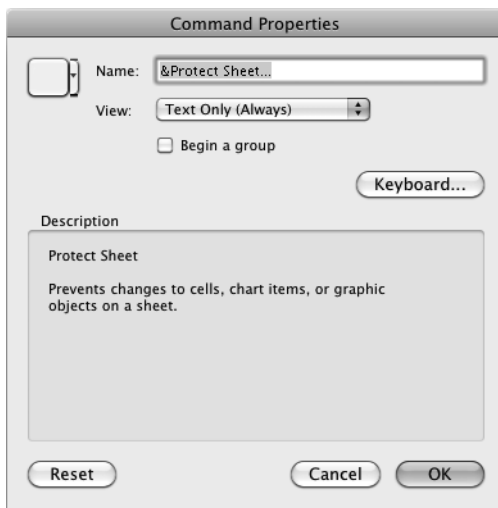 Command Properties
Name: &Protect Sheet...
View: Text Only (Always)
Begin a group
Keyboard...
Description
Protect Sheet
Prevents changes to cells, chart items, or graphic
objects on a sheet.
Reset Cancel OK